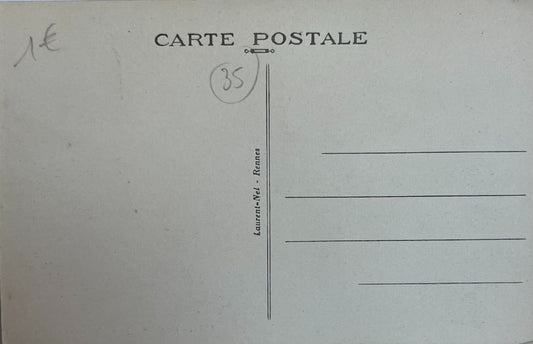 1€
CARTE POSTALE
35
Laurent-Nel - Rennes